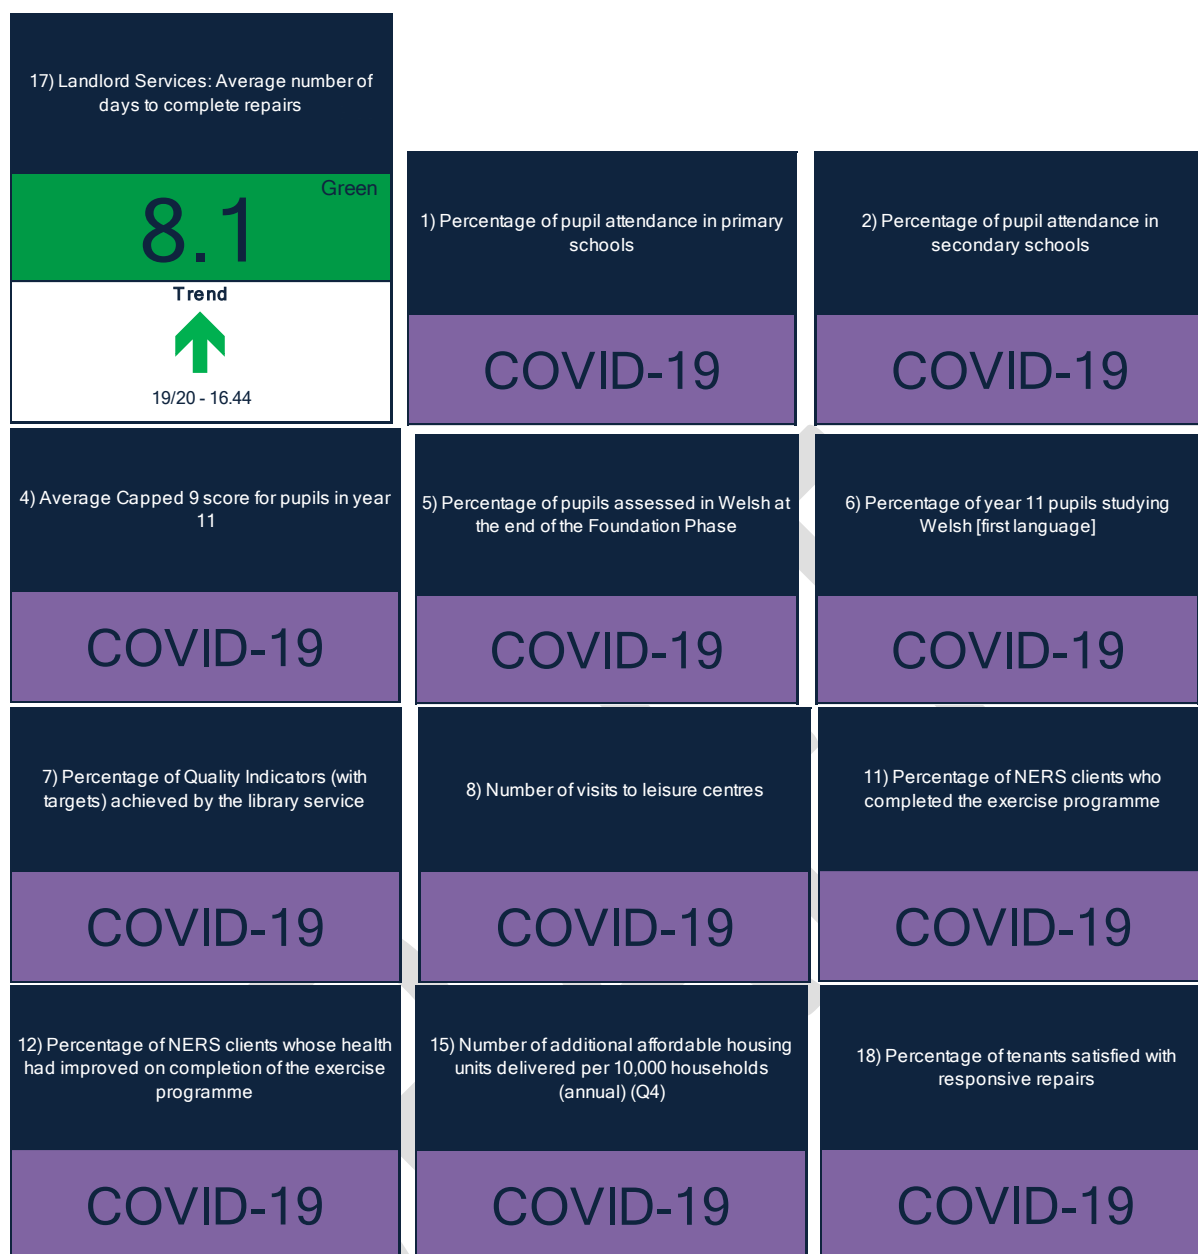 17) Landlord Services: Average number of
days to complete repairs
Green
8.1
Trend
19/20 - 16.44
1) Percentage of pupil attendance in primary
schools
COVID-19
2) Percentage of pupil attendance in
secondary schools
COVID-19
4) Average Capped 9 score for pupils in year
11
COVID-19
5) Percentage of pupils assessed in Welsh at
the end of the Foundation Phase
COVID-19
6) Percentage of year 11 pupils studying
Welsh [first language]
COVID-19
7) Percentage of Quality Indicators (with
targets) achieved by the library service
COVID-19
8) Number of visits to leisure centres
COVID-19
11) Percentage of NERS clients who
completed the exercise programme
COVID-19
12) Percentage of NERS clients whose health
had improved on completion of the exercise
programme
COVID-19
15) Number of additional affordable housing
units delivered per 10,000 households
(annual) (Q4)
COVID-19
18) Percentage of tenants satisfied with
responsive repairs
COVID-19